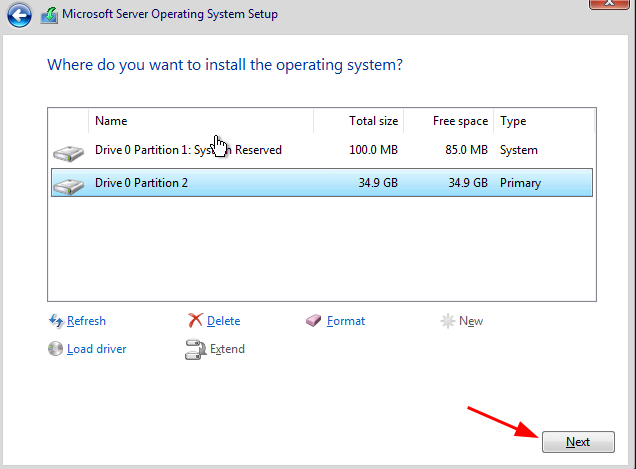 Microsoft Server Operating System Setup
Where do you want to install the operating system?
Name Total size Free space Type
Drive 0 Partition 1: System Reserved 100.0 MB 85.0 MB System
Drive 0 Partition 2 34.9 GB 34.9 GB Primary
Refresh Delete Format New
Load driver Extend
Next